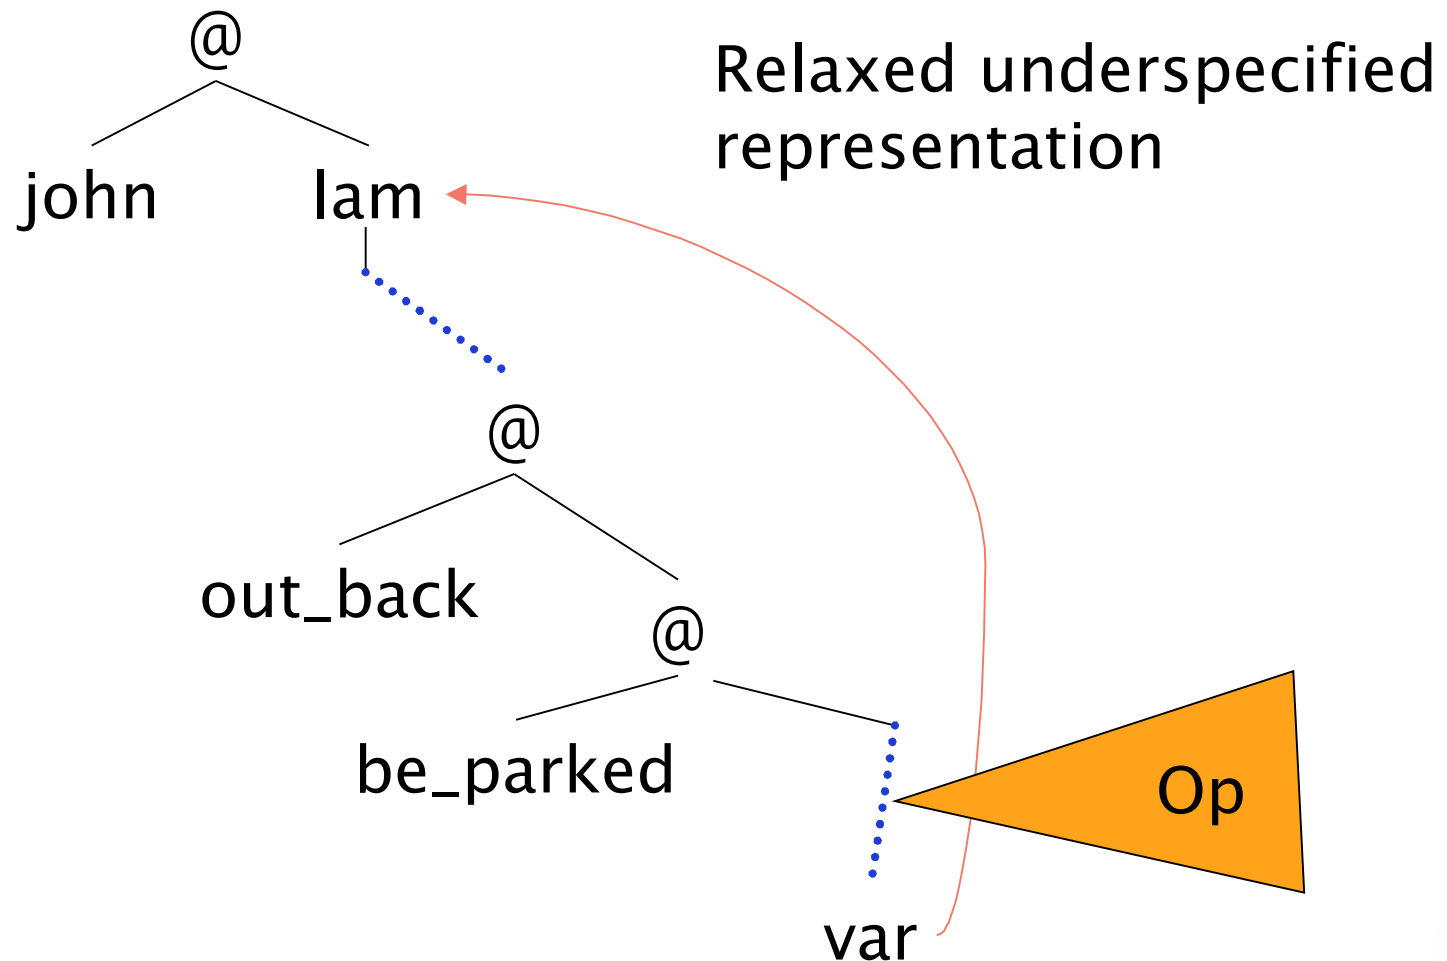 @
Relaxed underspecified
representation
john lam
@
out_back
@
be_parked
Op
var